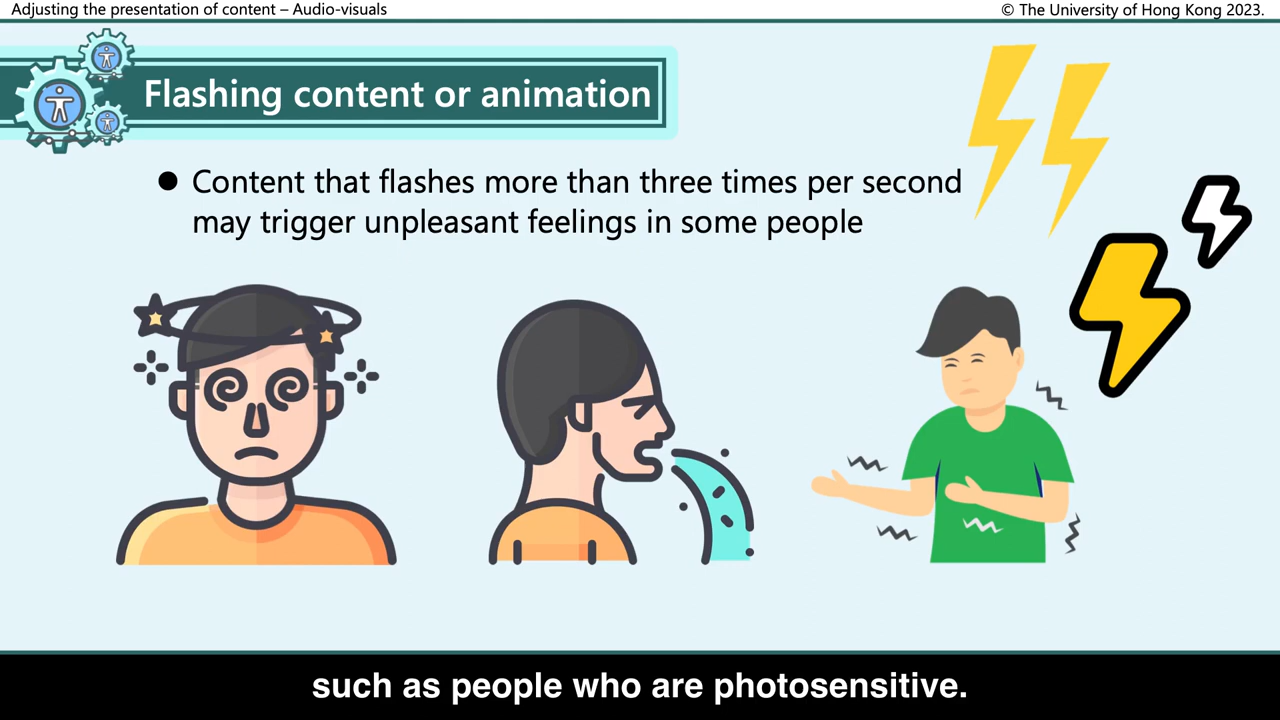 Adjusting the presentation of content – Audio-visuals
© The University of Hong Kong 2023.
Flashing content or animation
● Content that flashes more than three times per second
may trigger unpleasant feelings in some people
such as people who are photosensitive.